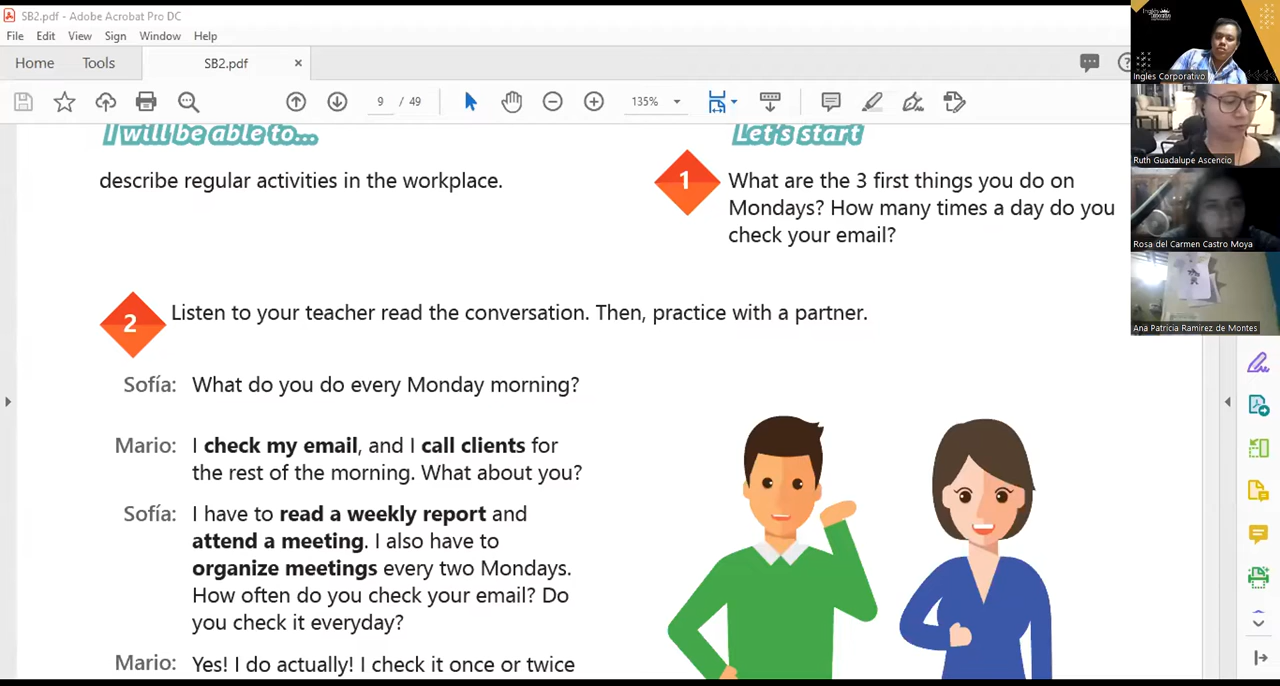 SB2.pdf - Adobe Acrobat Pro DC
File Edit View Sign Window Help
Home Tools SB2.pdf ×
9 / 49 135%
I will be able to...
Let's start
describe regular activities in the workplace.
1 What are the 3 first things you do on
Mondays? How many times a day do you
check your email?
2 Listen to your teacher read the conversation. Then, practice with a partner.
Sofía: What do you do every Monday morning?
Mario: I check my email, and I call clients for
the rest of the morning. What about you?
Sofía: I have to read a weekly report and
attend a meeting. I also have to
organize meetings every two Mondays.
How often do you check your email? Do
you check it everyday?
Mario: Yes! I do actually! I check it once or twice
Ingles Corporativo
Ruth Guadalupe Ascencio
Rosa del Carmen Castro Moya
Ana Patricia Ramirez de Montes